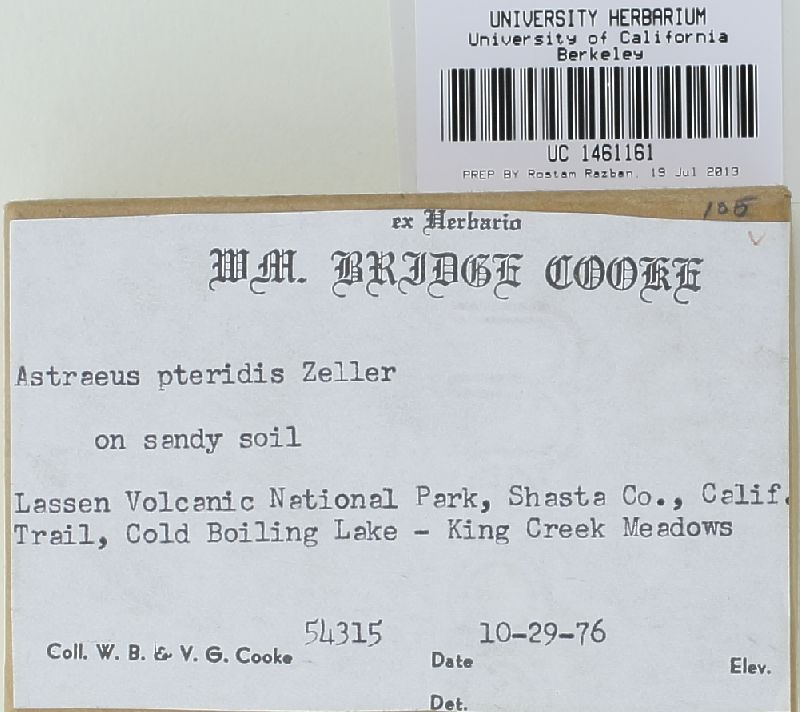 UNIVERSITY HERBARIUM
University of California
Berkeley
UC 1461161
PREP BY Rostam Razban, 19 Jul 2013
105
ex Herbario
WM. BRIDGE COOKE
Astraeus pteridis Zeller
on sandy soil
Lassen Volcanic National Park, Shasta Co., Calif.
Trail, Cold Boiling Lake - King Creek Meadows
54315 10-29-76
Coll. W. B. & V. G. Cooke Date Elev.
Det.